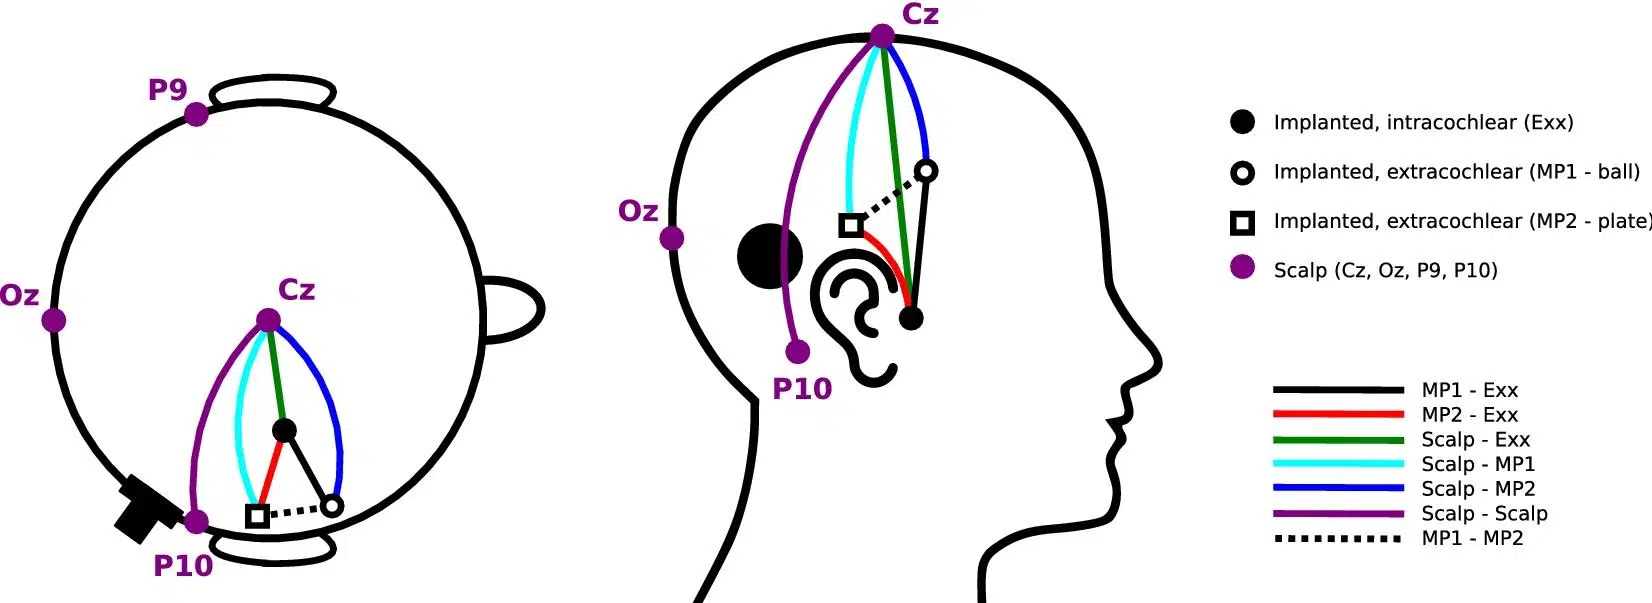 P9
Oz
Cz
P10
Cz
Oz
P10
Implanted, intracochlear (Exx)
Implanted, extracochlear (MP1 - ball)
Implanted, extracochlear (MP2 - plate)
Scalp (Cz, Oz, P9, P10)
MP1 - Exx
MP2 - Exx
Scalp - Exx
Scalp - MP1
Scalp - MP2
Scalp - Scalp
MP1 - MP2